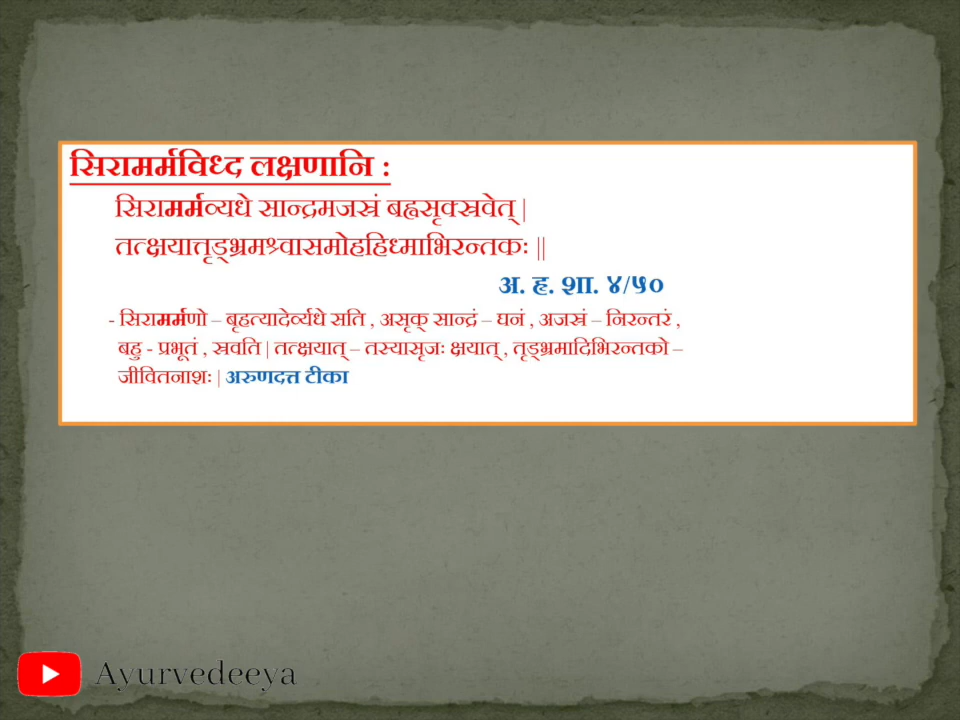 सिरामर्मविध्द लक्षणानि :
सिरामर्मव्यधे सान्द्रमजस्रं बह्वसृक्स्रवेत् |
तत्क्षयात्तृड्भ्रमश्वासमोहहिध्माभिरन्तकः ||
अ. हृ. शा. ४/५०
- सिरामर्मणो – बृहत्यादेर्व्यधे सति , असृक् सान्द्रं – घनं , अजस्रं – निरन्तरं ,
बहु - प्रभूतं , स्रवति | तत्क्षयात् – तस्यासृजः क्षयात् , तृड्भ्रमादिभिरन्तको –
जीवितनाशः | अरुणदत्त टीका
Ayurvedeeya